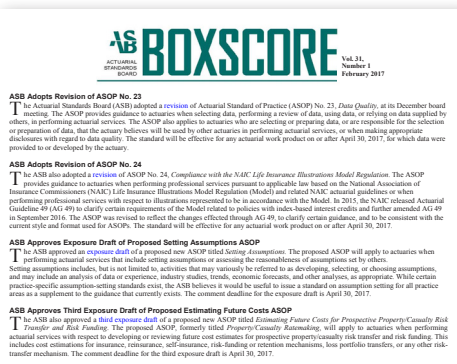 ASB
ACTUARIAL
STANDARDS
BOARD
BOXSCORE
Vol. 31,
Number 1
February 2017
ASB Adopts Revision of ASOP No. 23
The Actuarial Standards Board (ASB) adopted a revision of Actuarial Standard of Practice (ASOP) No. 23, Data Quality, at its December board
meeting. The ASOP provides guidance to actuaries when selecting data, performing a review of data, using data, or relying on data supplied by
others, in performing actuarial services. The ASOP also applies to actuaries who are selecting or preparing data, or are responsible for the selection
or preparation of data, that the actuary believes will be used by other actuaries in performing actuarial services, or when making appropriate
disclosures with regard to data quality. The standard will be effective for any actuarial work product on or after April 30, 2017, for which data were
provided to or developed by the actuary.
ASB Adopts Revision of ASOP No. 24
The ASB also adopted a revision of ASOP No. 24, Compliance with the NAIC Life Insurance Illustrations Model Regulation. The ASOP
provides guidance to actuaries when performing professional services pursuant to applicable law based on the National Association of
Insurance Commissioners (NAIC) Life Insurance Illustrations Model Regulation (Model) and related NAIC actuarial guidelines or when
performing professional services with respect to illustrations represented to be in accordance with the Model. In 2015, the NAIC released Actuarial
Guideline 49 (AG 49) to clarify certain requirements of the Model related to policies with index-based interest credits and further amended AG 49
in September 2016. The ASOP was revised to reflect the changes effected through AG 49, to clarify certain guidance, and to be consistent with the
current style and format used for ASOPs. The standard will be effective for any actuarial work product on or after April 30, 2017.
ASB Approves Exposure Draft of Proposed Setting Assumptions ASOP
The ASB approved an exposure draft of a proposed new ASOP titled Setting Assumptions. The proposed ASOP will apply to actuaries when
performing actuarial services that include setting assumptions or assessing the reasonableness of assumptions set by others.
Setting assumptions includes, but is not limited to, activities that may variously be referred to as developing, selecting, or choosing assumptions,
and may include an analysis of data or experience, industry studies, trends, economic forecasts, and other analyses, as appropriate. While certain
practice-specific assumption-setting standards exist, the ASB believes it would be useful to issue a standard on assumption setting for all practice
areas as a supplement to the guidance that currently exists. The comment deadline for the exposure draft is April 30, 2017.
ASB Approves Third Exposure Draft of Proposed Estimating Future Costs ASOP
The ASB also approved a third exposure draft of a proposed new ASOP titled Estimating Future Costs for Prospective Property/Casualty Risk
Transfer and Risk Funding. The proposed ASOP, formerly titled Property/Casualty Ratemaking, will apply to actuaries when performing
actuarial services with respect to developing or reviewing future cost estimates for prospective property/casualty risk transfer and risk funding. This
includes cost estimations for insurance, reinsurance, self-insurance, risk-funding or retention mechanisms, loss portfolio transfers, or any other risk-
transfer mechanism. The comment deadline for the third exposure draft is April 30, 2017.